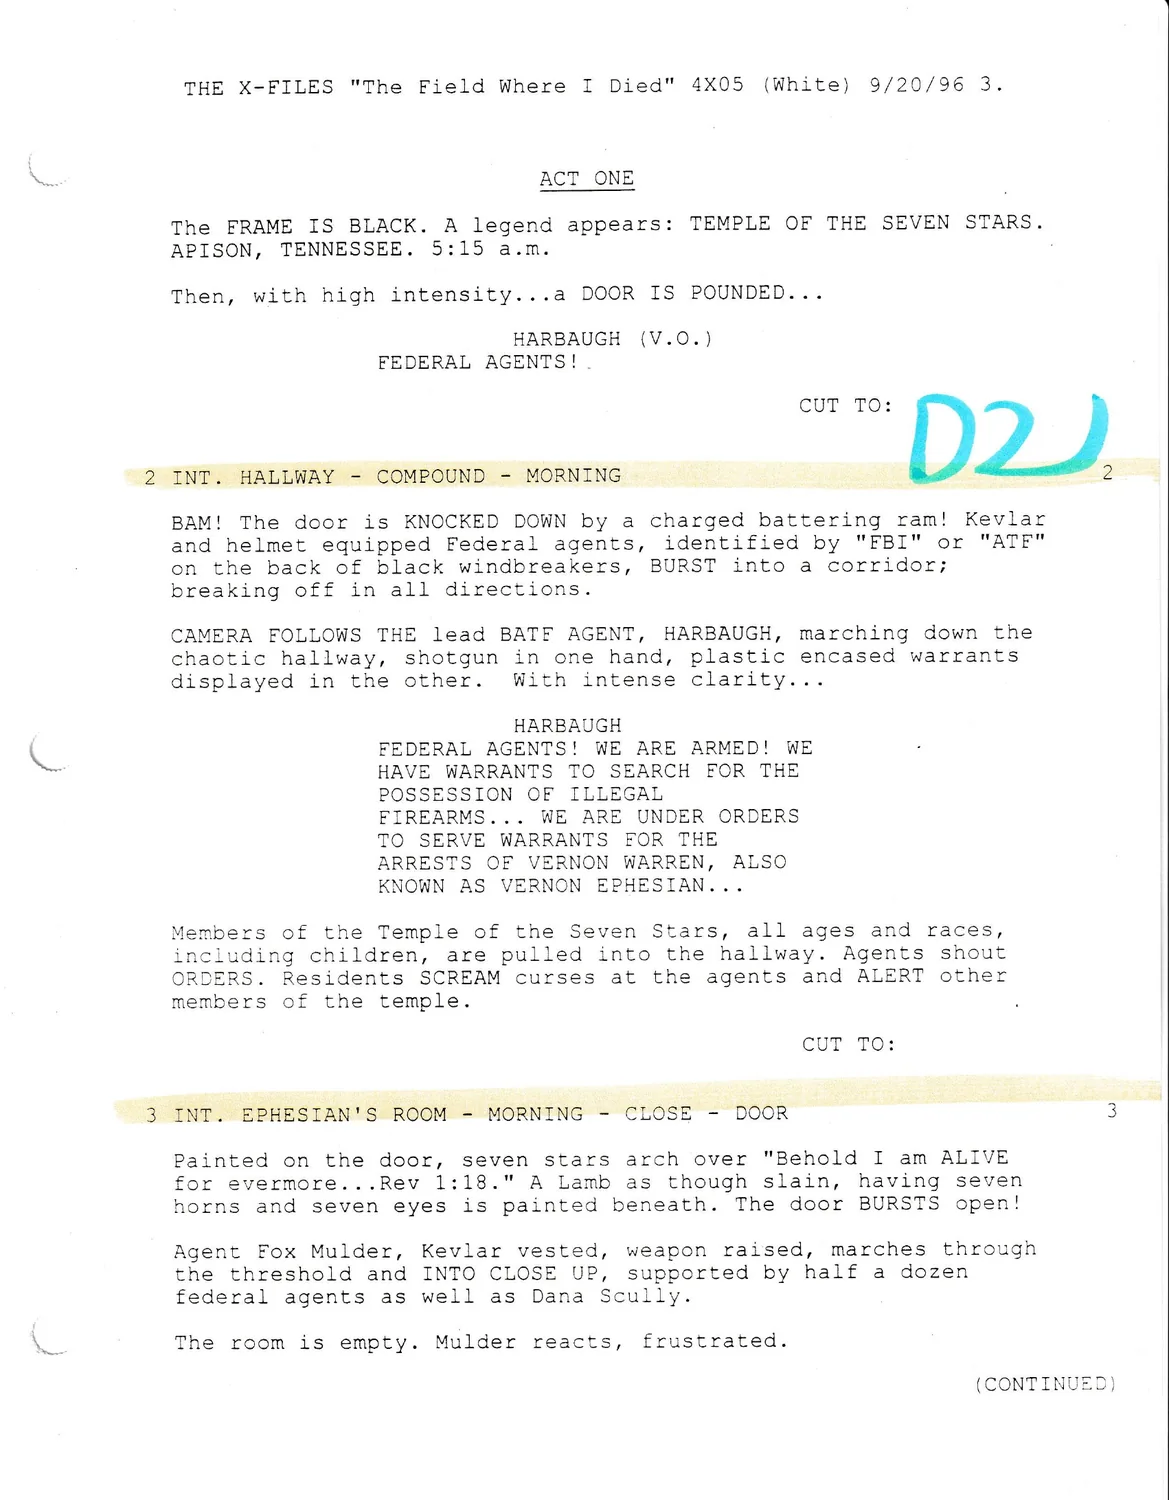 THE X-FILES "The Field Where I Died" 4X05 (White) 9/20/96 3.
ACT ONE
The FRAME IS BLACK. A legend appears: TEMPLE OF THE SEVEN STARS.
APISON, TENNESSEE. 5:15 a.m.
Then, with high intensity...a DOOR IS POUNDED...
HARBAUGH (V.O.)
FEDERAL AGENTS!
CUT TO:
D2
2 INT. HALLWAY - COMPOUND - MORNING 2
BAM! The door is KNOCKED DOWN by a charged battering ram! Kevlar
and helmet equipped Federal agents, identified by "FBI" or "ATF"
on the back of black windbreakers, BURST into a corridor;
breaking off in all directions.
CAMERA FOLLOWS THE lead BATF AGENT, HARBAUGH, marching down the
chaotic hallway, shotgun in one hand, plastic encased warrants
displayed in the other. With intense clarity...
HARBAUGH
FEDERAL AGENTS! WE ARE ARMED! WE
HAVE WARRANTS TO SEARCH FOR THE
POSSESSION OF ILLEGAL
FIREARMS... WE ARE UNDER ORDERS
TO SERVE WARRANTS FOR THE
ARRESTS OF VERNON WARREN, ALSO
KNOWN AS VERNON EPHESIAN...
Members of the Temple of the Seven Stars, all ages and races,
including children, are pulled into the hallway. Agents shout
ORDERS. Residents SCREAM curses at the agents and ALERT other
members of the temple.
CUT TO:
3 INT. EPHESIAN'S ROOM - MORNING - CLOSE - DOOR 3
Painted on the door, seven stars arch over "Behold I am ALIVE
for evermore...Rev 1:18." A Lamb as though slain, having seven
horns and seven eyes is painted beneath. The door BURSTS open!
Agent Fox Mulder, Kevlar vested, weapon raised, marches through
the threshold and INTO CLOSE UP, supported by half a dozen
federal agents as well as Dana Scully.
The room is empty. Mulder reacts, frustrated.
(CONTINUED)